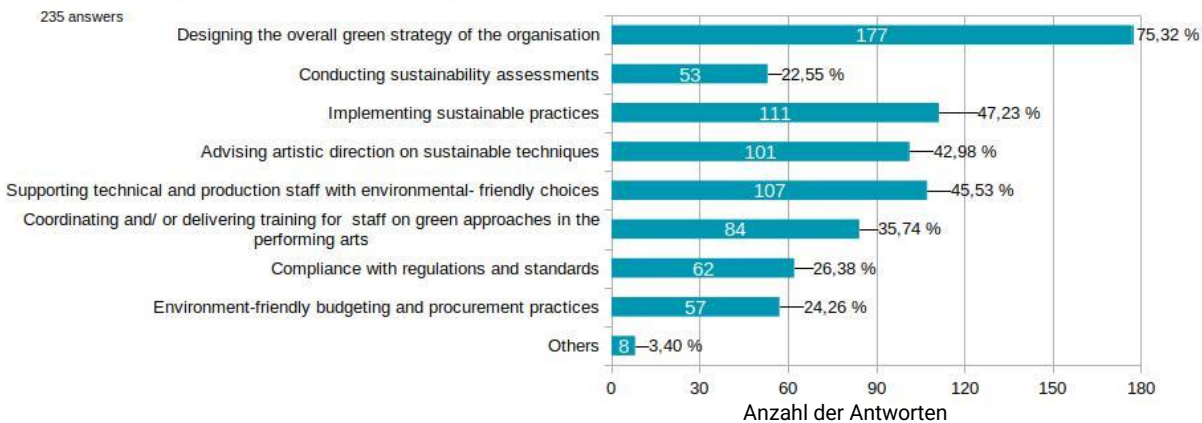 235 answers
Designing the overall green strategy of the organisation 177 75,32 %
Conducting sustainability assessments 53 22,55 %
Implementing sustainable practices 111 47,23 %
Advising artistic direction on sustainable techniques 101 42,98 %
Supporting technical and production staff with environmental- friendly choices 107 45,53 %
Coordinating and/ or delivering training for staff on green approaches in the
performing arts 84 35,74 %
Compliance with regulations and standards 62 26,38 %
Environment-friendly budgeting and procurement practices 57 24,26 %
Others 8 3,40 %
0 30 60 90 120 150 180
Anzahl der Antworten